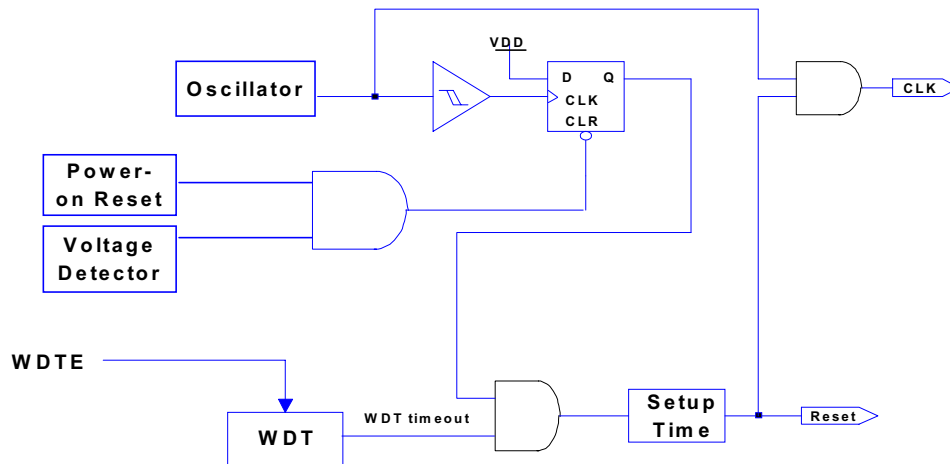 VDD
Oscillator
D Q
CLK
CLR
CLK
Power-
on Reset
Voltage
Detector
WDTE
WDT timeout
WDT
Setup
Time
Reset